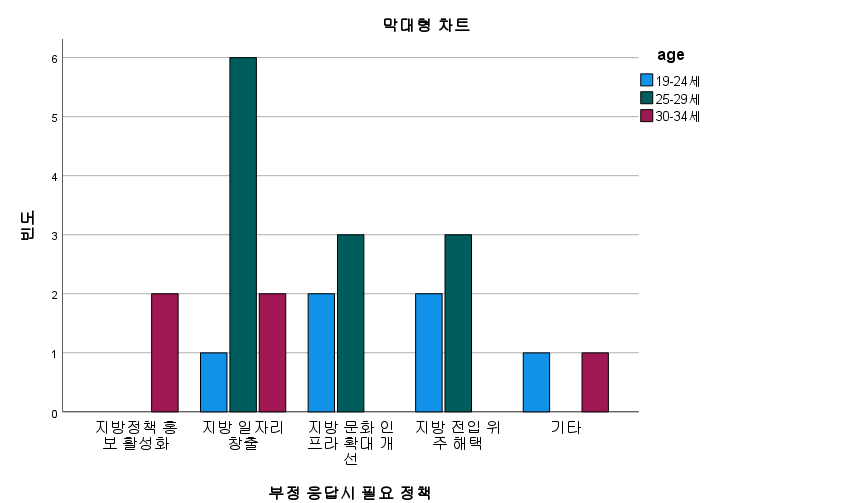 막대형 차트
age
19-24세
25-29세
30-34세
빈도
6
5
4
3
2
1
0
지방정책 홍
보 활성화
지방 일자리
창출
지방 문화 인
프라 확대 개
선
지방 전입 위
주 혜택
기타
부정 응답시 필요 정책